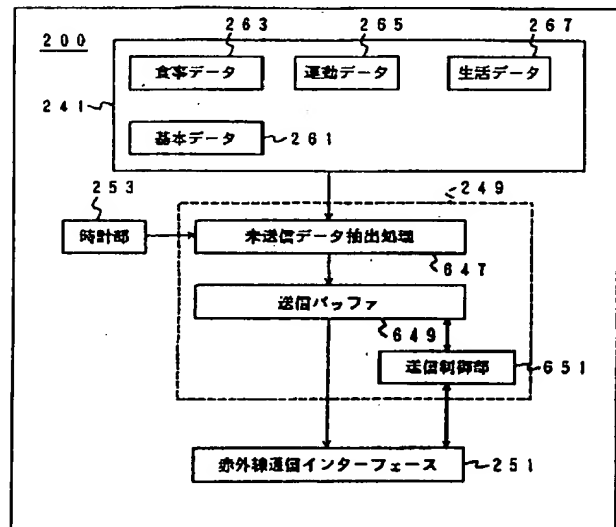 263 265 267
200
食事データ 運動データ 生活データ
241
基本データ 261
253 249
時計部 未送信データ抽出処理
647
送信バッファ
649
送信制御部 651
赤外線通信インターフェース 251